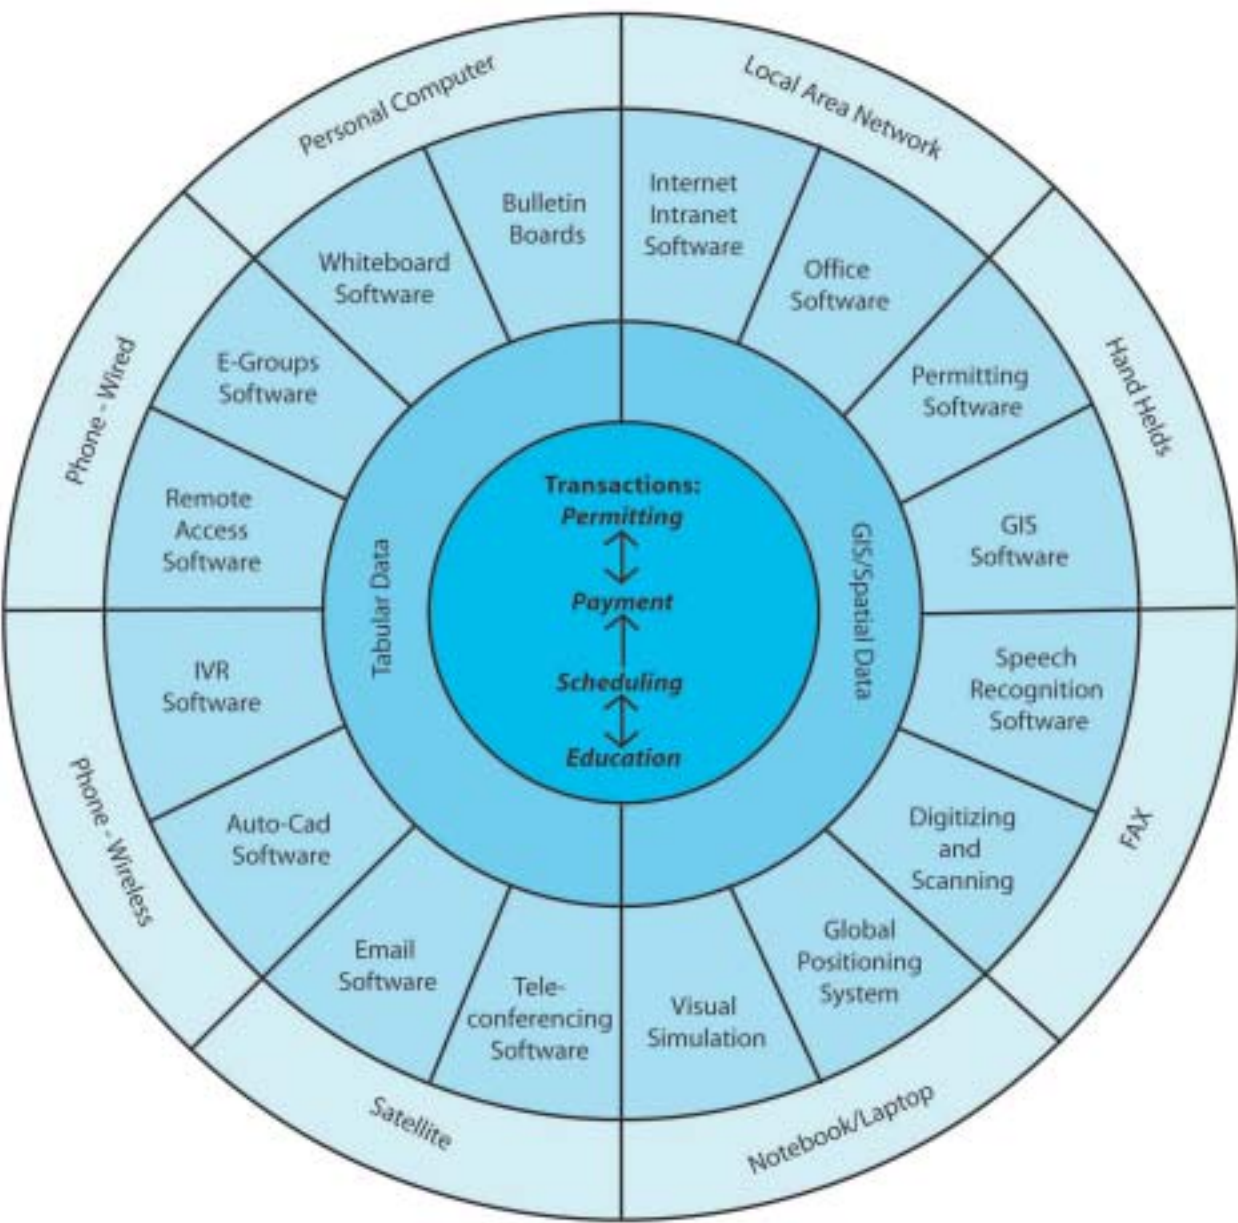 Personal Computer
Local Area Network
Hand Helds
FAX
Notebook/Laptop
Satellite
Phone - Wireless
Phone - Wired
Bulletin
Boards
Internet
Intranet
Software
Office
Software
Permitting
Software
GIS
Software
Speech
Recognition
Software
Digitizing
and
Scanning
Global
Positioning
System
Visual
Simulation
Tele-
conferencing
Software
Email
Software
Auto-Cad
Software
IVR
Software
Remote
Access
Software
E-Groups
Software
Whiteboard
Software
Tabular Data
GIS/Spatial Data
Transactions:
Permitting
Payment
Scheduling
Education